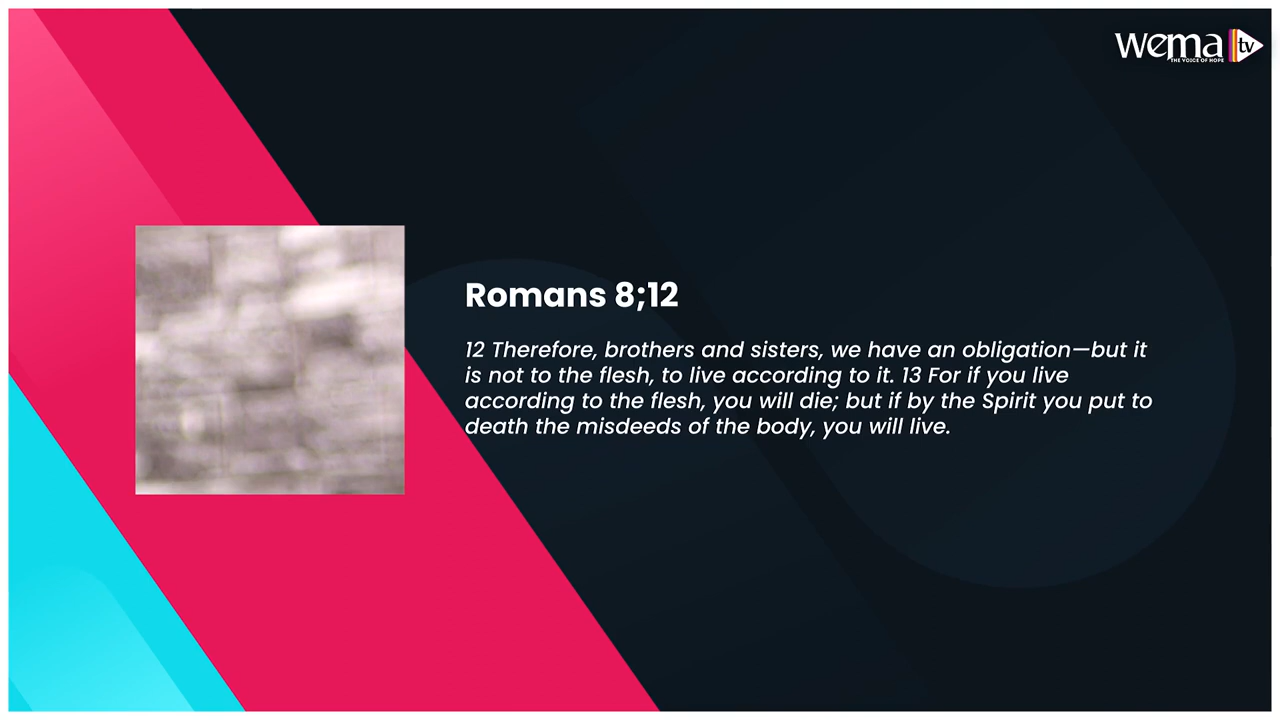 wema tv
THE VOICE OF HOPE
Romans 8;12
12 Therefore, brothers and sisters, we have an obligation—but it
is not to the flesh, to live according to it. 13 For if you live
according to the flesh, you will die; but if by the Spirit you put to
death the misdeeds of the body, you will live.